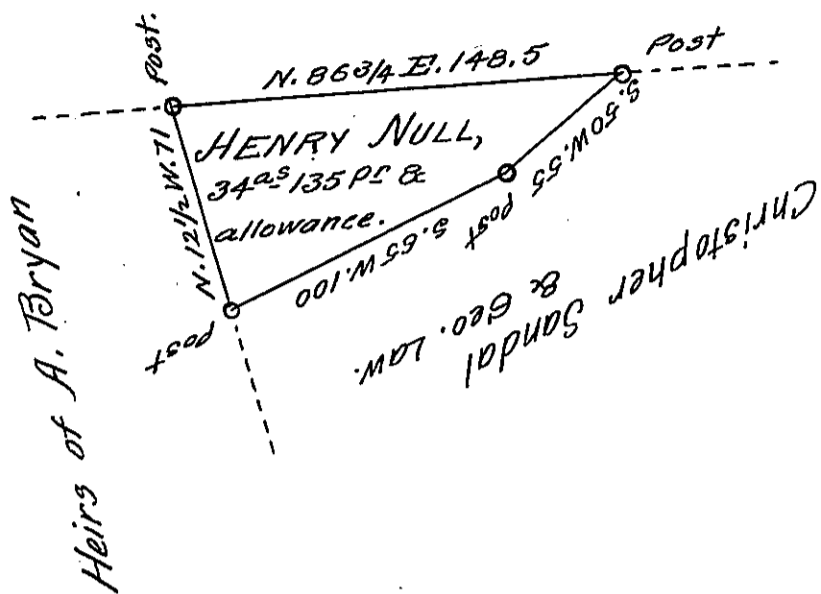 Post.
N. 86 3/4 E. 148.5
Post
N. 12 1/2 W. 71
HENRY NULL,
34as 135 pr &
allowance.
S. 50 W. 55
post
S. 65 W. 100
post
Christopher Sandal
& Geo. Law.
Heirs of A. Bryan